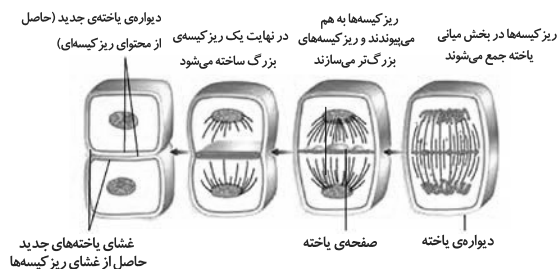 ریزکیسه‌ها در بخش میانی
یاخته جمع می‌شوند
ریزکیسه‌ها به هم
می‌پیوندند و ریزکیسه‌های
بزرگ‌تر می‌سازند
در نهایت یک ریزکیسه‌ی
بزرگ ساخته می‌شود
دیواره‌ی یاخته‌ی جدید (حاصل
از محتوای ریزکیسه‌ای)
دیواره‌ی یاخته
صفحه‌ی یاخته
غشای یاخته‌های جدید
حاصل از غشای ریزکیسه‌ها